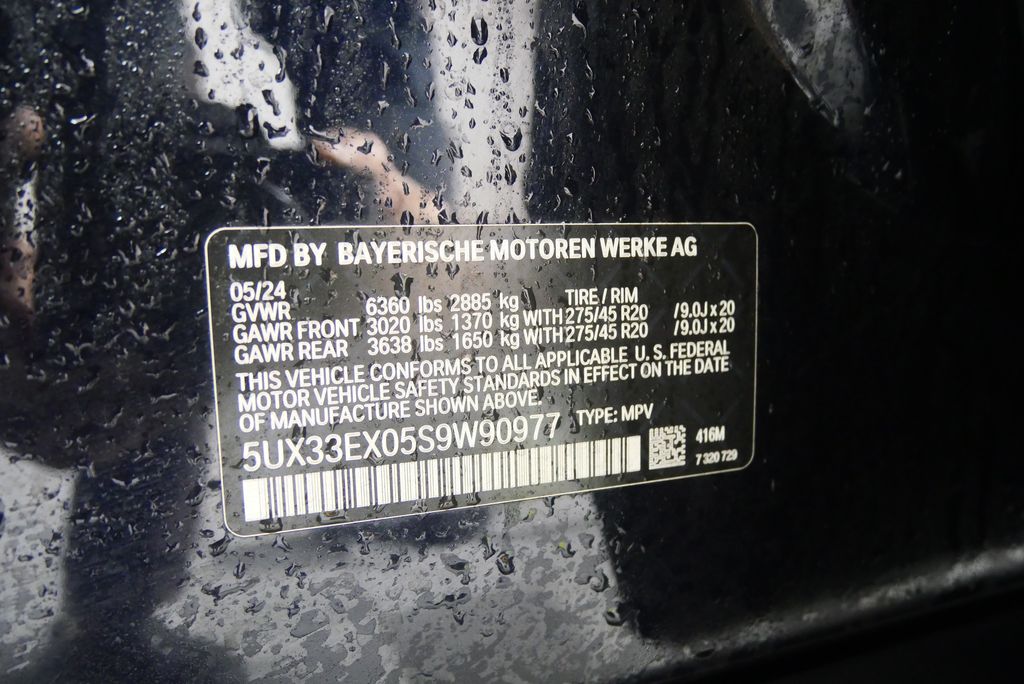 MFD BY BAYERISCHE MOTOREN WERKE AG
05/24 TIRE / RIM
GVWR 6360 lbs 2885 kg
GAWR FRONT 3020 lbs 1370 kg WITH 275/45 R20 /9.0J x 20
GAWR REAR 3638 lbs 1650 kg WITH 275/45 R20 /9.0J x 20
THIS VEHICLE CONFORMS TO ALL APPLICABLE U.S. FEDERAL
MOTOR VEHICLE SAFETY STANDARDS IN EFFECT ON THE DATE
OF MANUFACTURE SHOWN ABOVE.
5UX33EX05S9W90977 TYPE: MPV
416M
7 320 729